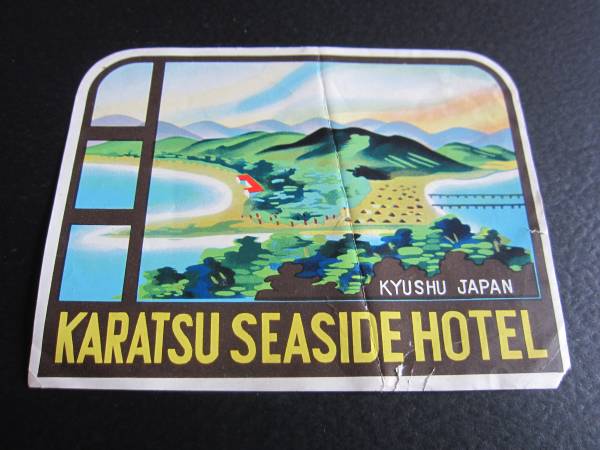 KYUSHU JAPAN
KARATSU SEASIDE HOTEL